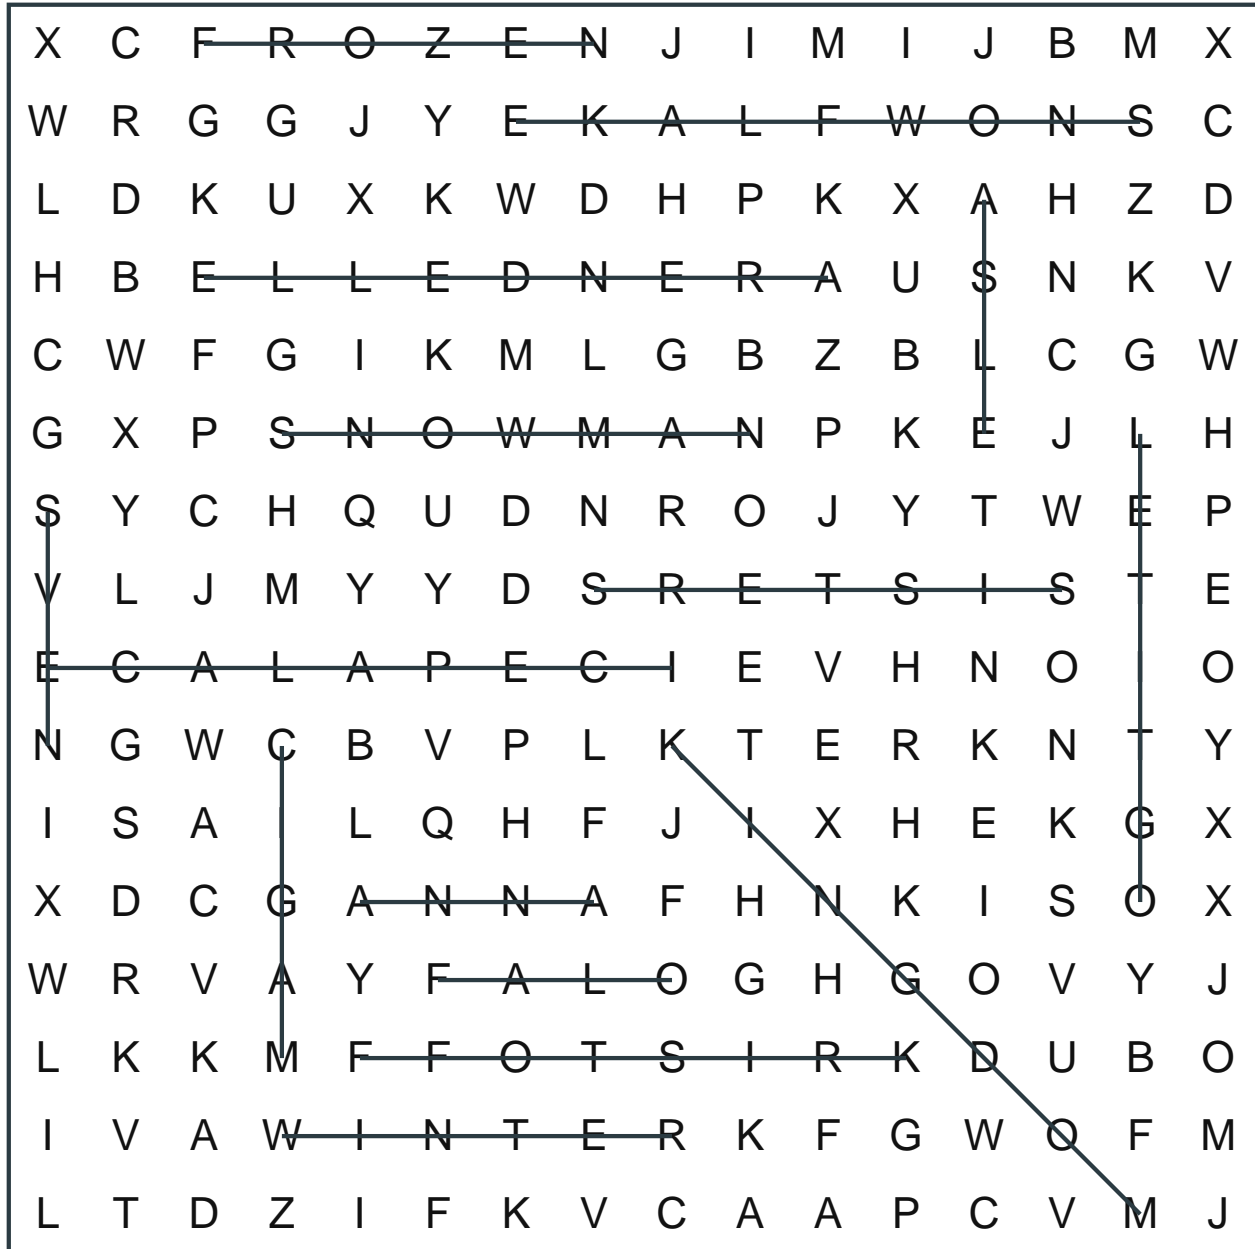 X C F R O Z E N J I M I J B M X
W R G G J Y E K A L F W O N S C
L D K U X K W D H P K X A H Z D
H B E L L E D N E R A U S N K V
C W F G I K M L G B Z B L C G W
G X P S N O W M A N P K E J L H
S Y C H Q U D N R O J Y T W E P
V L J M Y Y D S R E T S I S T E
E C A L A P E C I E V H N O I O
N G W C B V P L K T E R K N T Y
I S A I L Q H F J I X H E K G X
X D C G A N N A F H N K I S O X
W R V A Y F A L O G H G O V Y J
L K K M F F O T S I R K D U B O
I V A W I N T E R K F G W O F M
L T D Z I F K V C A A P C V M J